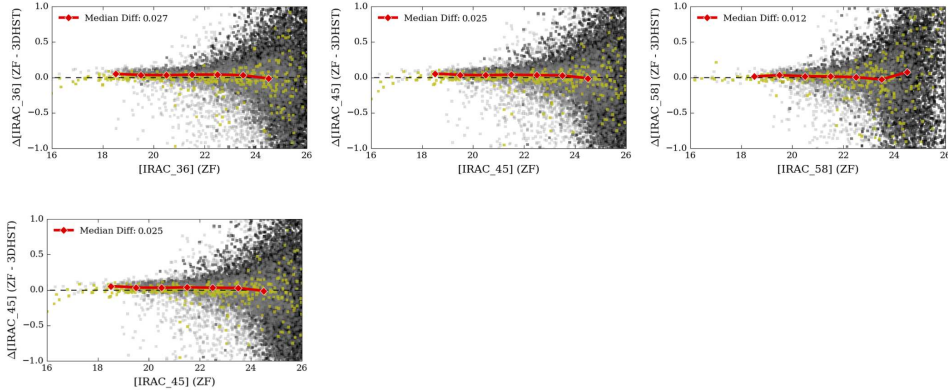 1.0
0.5
0.0
−0.5
−1.0
Δ[IRAC_36] (ZF - 3DHST)
Median Diff: 0.027
16 18 20 22 24 26
[IRAC_36] (ZF)
1.0
0.5
0.0
−0.5
−1.0
Δ[IRAC_45] (ZF - 3DHST)
Median Diff: 0.025
16 18 20 22 24 26
[IRAC_45] (ZF)
1.0
0.5
0.0
−0.5
−1.0
Δ[IRAC_58] (ZF - 3DHST)
Median Diff: 0.012
16 18 20 22 24 26
[IRAC_58] (ZF)
1.0
0.5
0.0
−0.5
−1.0
Δ[IRAC_45] (ZF - 3DHST)
Median Diff: 0.025
16 18 20 22 24 26
[IRAC_45] (ZF)